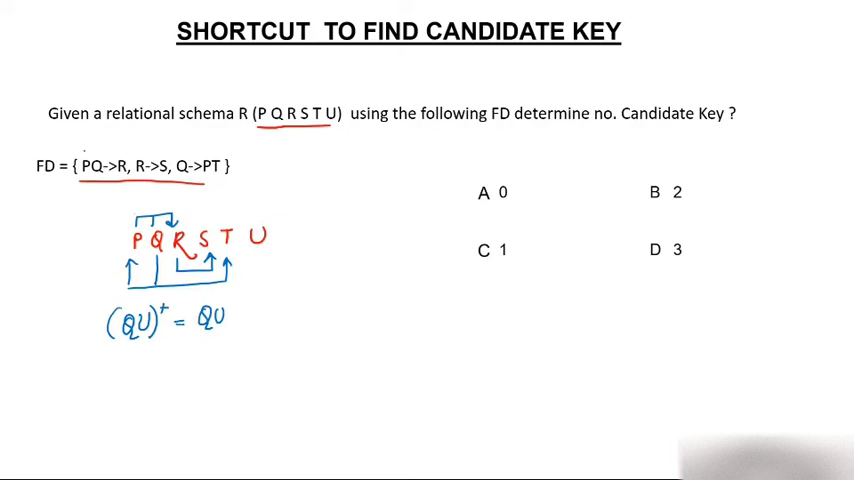 SHORTCUT TO FIND CANDIDATE KEY
Given a relational schema R (P Q R S T U) using the following FD determine no. Candidate Key ?
FD = { PQ->R, R->S, Q->PT }
A 0
B 2
P Q R S T U
C 1
D 3
(QU)⁺ = QU